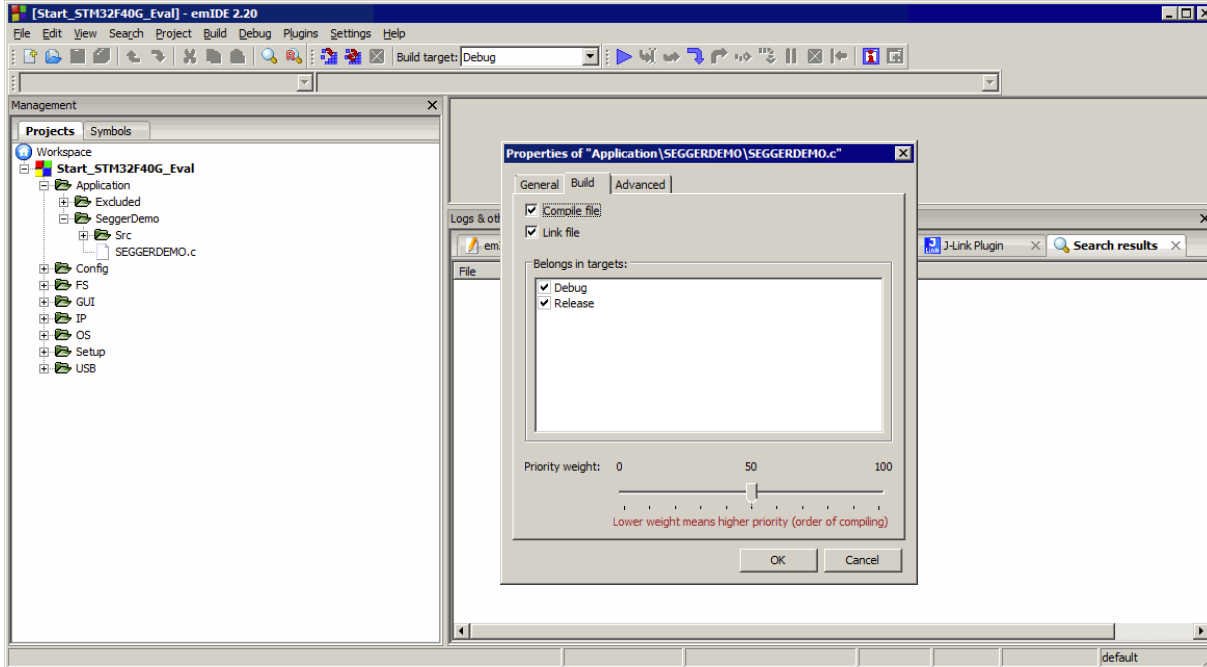 [Start_STM32F40G_Eval] - emIDE 2.20
File Edit View Search Project Build Debug Plugins Settings Help
Build target: Debug
Management
Projects Symbols
Workspace
Start_STM32F40G_Eval
Application
Excluded
SeggerDemo
Src
SEGGERDEMO.c
Config
FS
GUI
IP
OS
Setup
USB
Logs & ot
em
J-Link Plugin
Search results
File
Properties of "Application\SEGGERDEMO\SEGGERDEMO.c"
General Build Advanced
Compile file
Link file
Belongs in targets:
Debug
Release
Priority weight: 0 50 100
Lower weight means higher priority (order of compiling)
OK Cancel
default